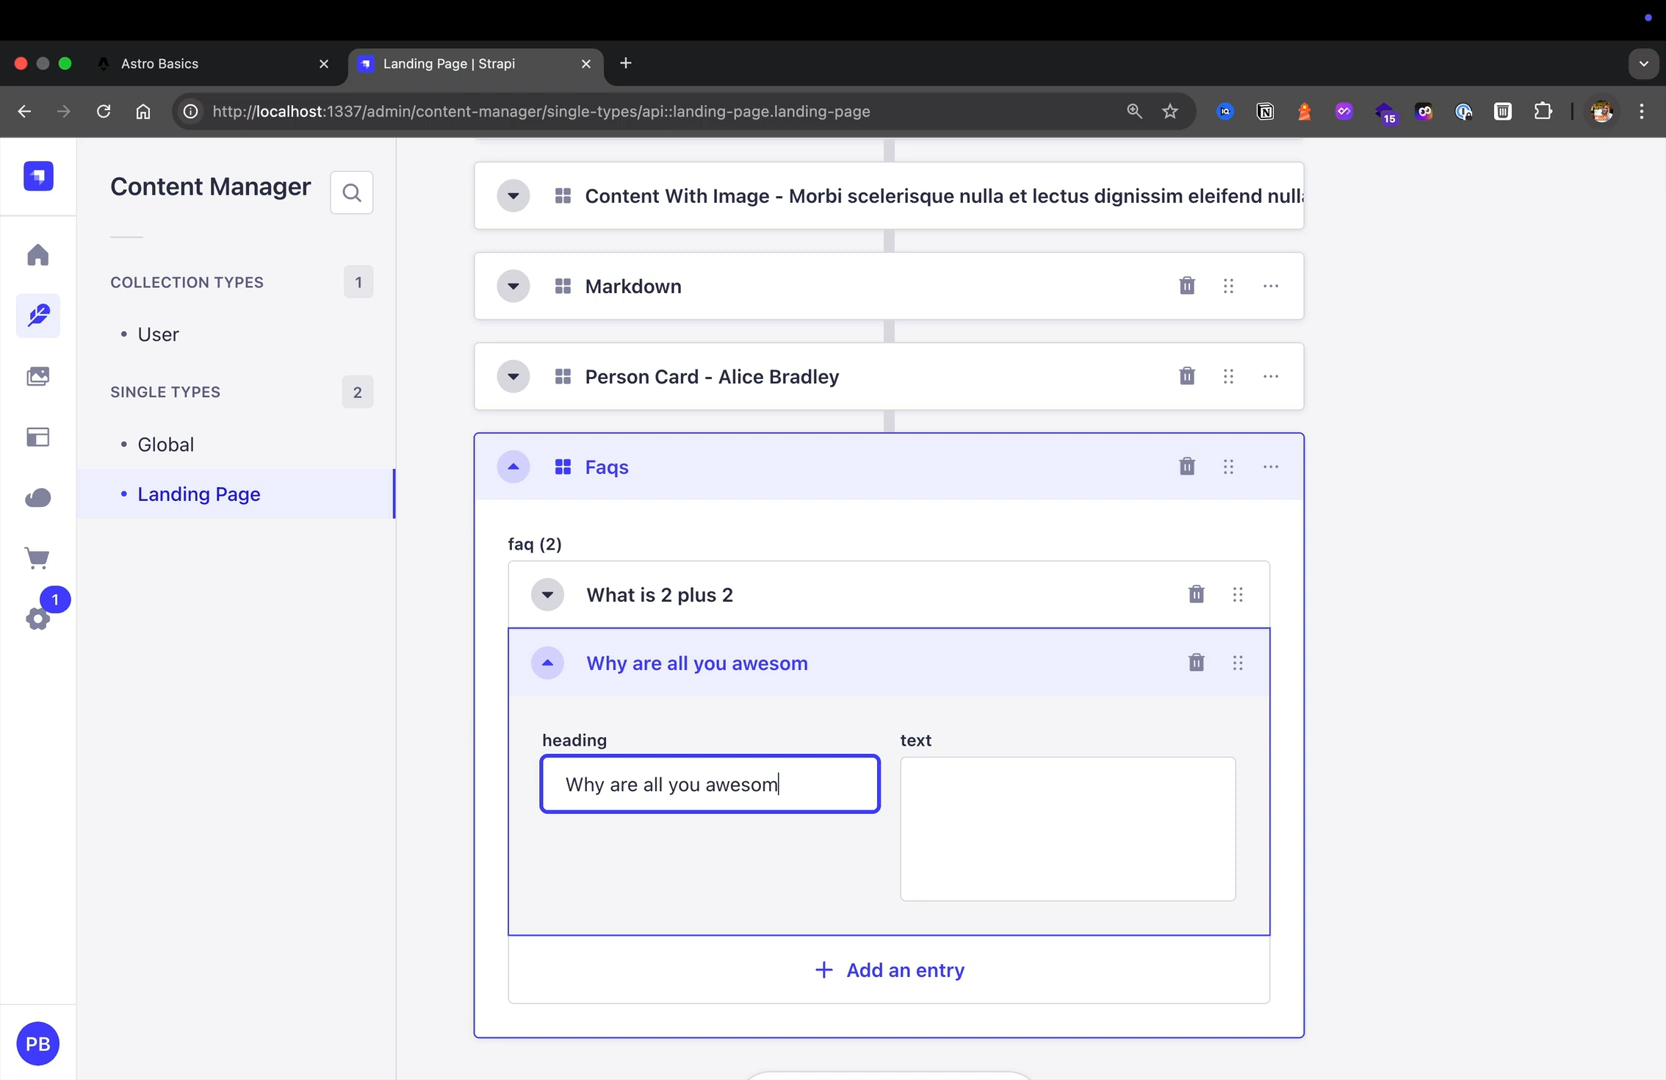 Astro Basics
Landing Page | Strapi
http://localhost:1337/admin/content-manager/single-types/api::landing-page.landing-page
15
Content Manager
COLLECTION TYPES
1
User
SINGLE TYPES
2
Global
Landing Page
1
PB
Content With Image - Morbi scelerisque nulla et lectus dignissim eleifend null
Markdown
Person Card - Alice Bradley
Faqs
faq (2)
What is 2 plus 2
Why are all you awesom
heading
text
Why are all you awesom
Add an entry